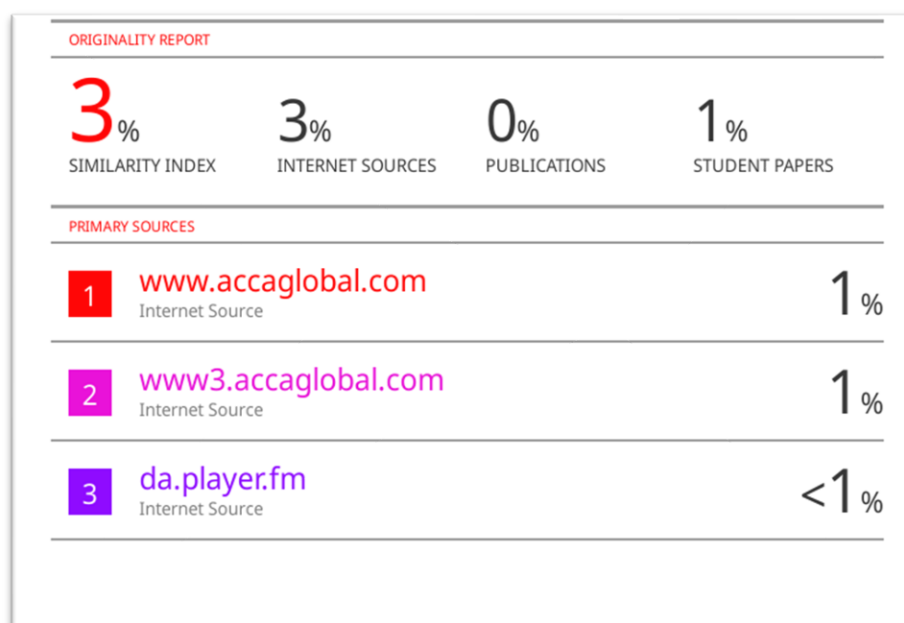 ORIGINALITY REPORT
3% 3% 0% 1%
SIMILARITY INDEX INTERNET SOURCES PUBLICATIONS STUDENT PAPERS
PRIMARY SOURCES
1 www.accaglobal.com 1%
Internet Source
2 www3.accaglobal.com 1%
Internet Source
3 da.player.fm <1%
Internet Source